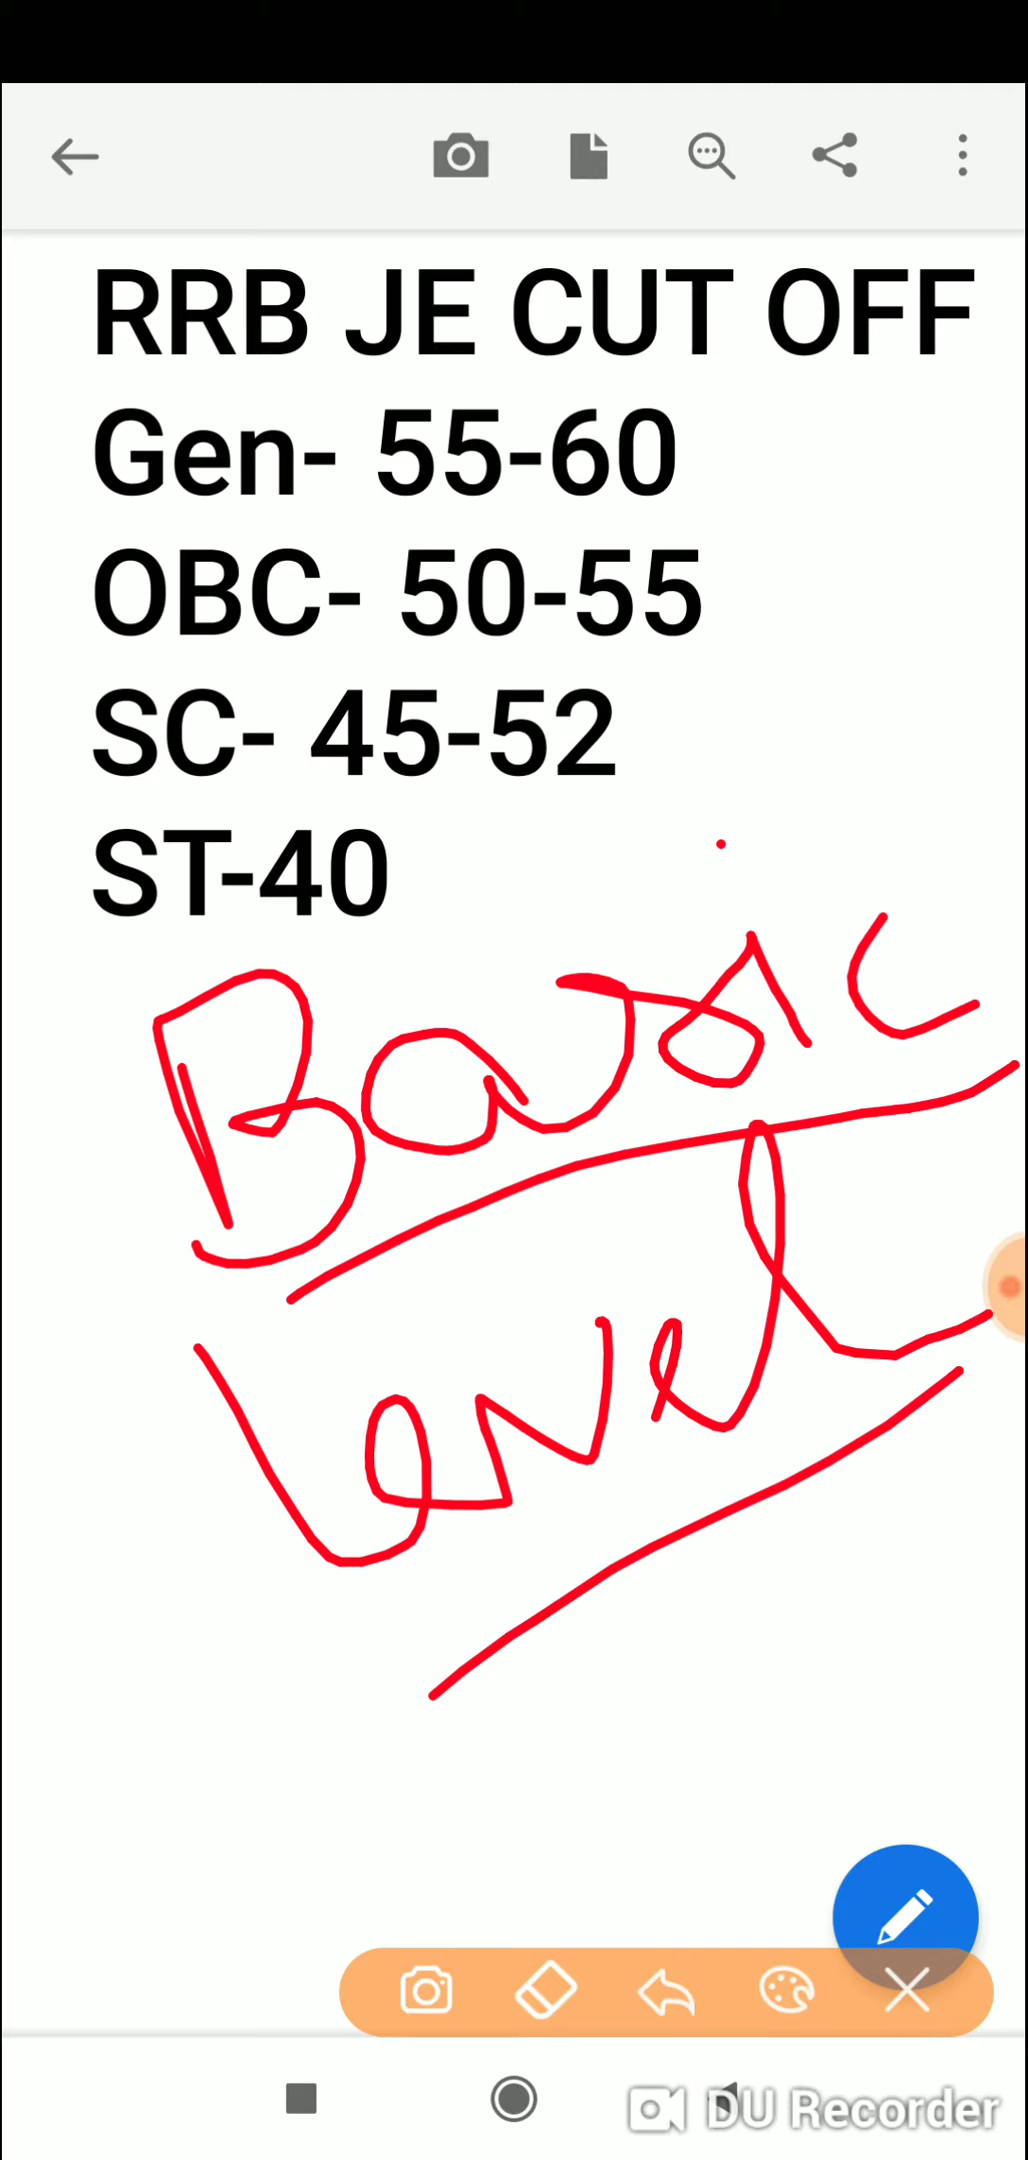 RRB JE CUT OFF
Gen- 55-60
OBC- 50-55
SC- 45-52
ST-40
Basic
Level
DU Recorder